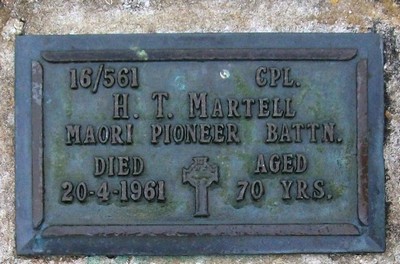 16/561 CPL.
H. T. MARTELL
MAORI PIONEER BATTN.
DIED AGED
20-4-1961 70 YRS.